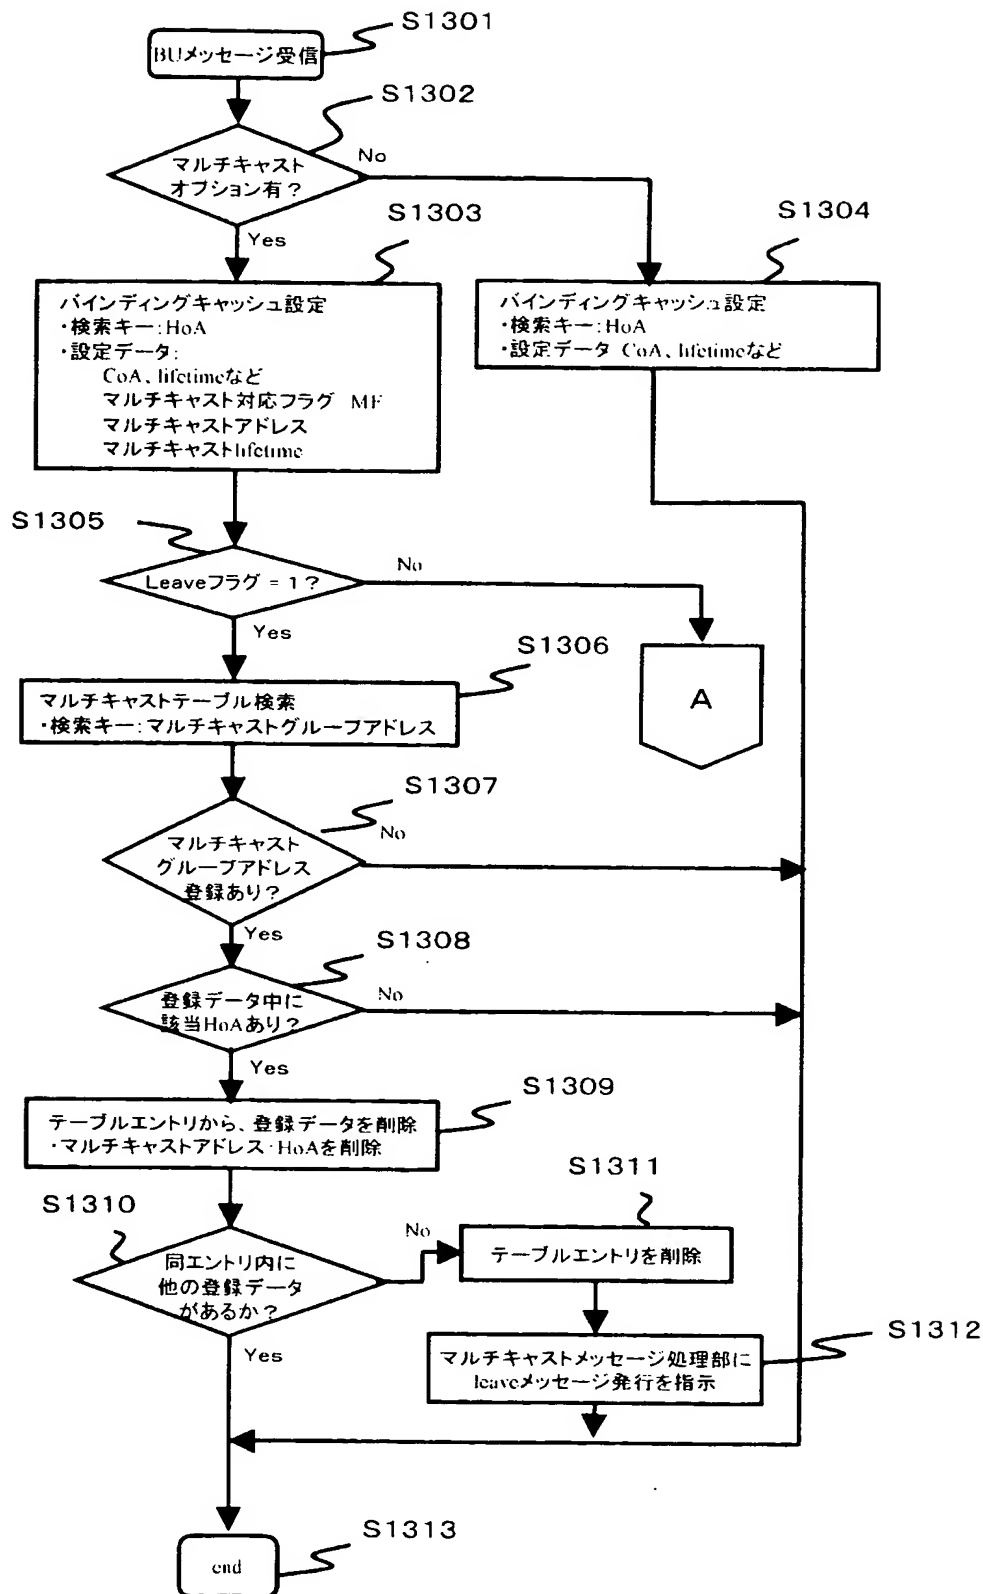 S1301
BUメッセージ受信
S1302
マルチキャスト
オプション有?
No
Yes
S1303
S1304
バインディングキャッシュ設定
・検索キー:HoA
・設定データ:
CoA、lifetimeなど
マルチキャスト対応フラグ MF
マルチキャストアドレス
マルチキャストlifetime
バインディングキャッシュ設定
・検索キー:HoA
・設定データ CoA、lifetimeなど
S1305
Leaveフラグ = 1?
No
Yes
A
S1306
マルチキャストテーブル検索
・検索キー:マルチキャストグループアドレス
S1307
マルチキャスト
グループアドレス
登録あり?
No
Yes
S1308
登録データ中に
該当HoAあり?
No
Yes
S1309
テーブルエントリから、登録データを削除
・マルチキャストアドレス・HoAを削除
S1310
同エントリ内に
他の登録データ
があるか?
No
Yes
S1311
テーブルエントリを削除
S1312
マルチキャストメッセージ処理部に
leaveメッセージ発行を指示
end
S1313